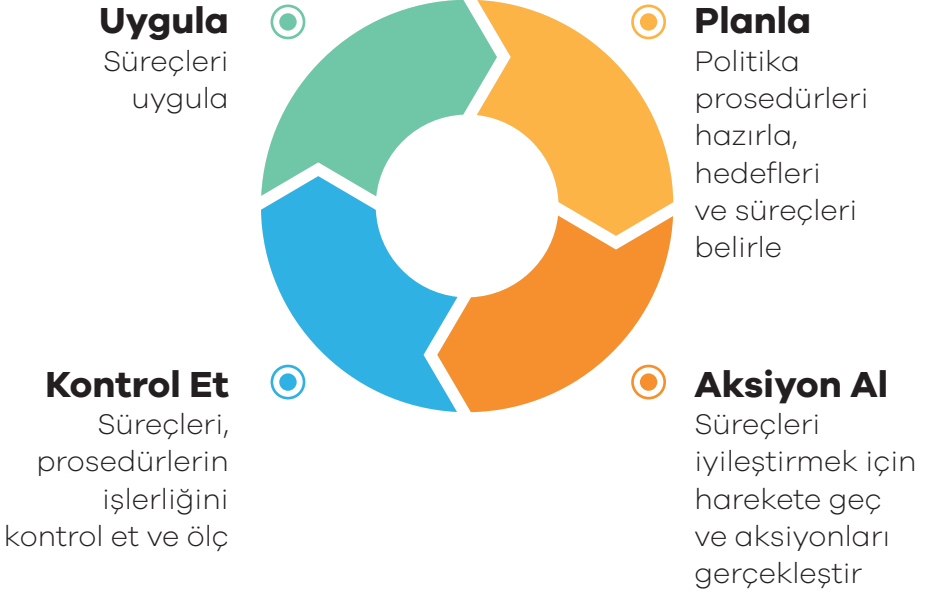 Uygula
Süreçleri
uygula
Planla
Politika
prosedürleri
hazırla,
hedefleri
ve süreçleri
belirle
Kontrol Et
Süreçleri,
prosedürlerin
işlerliğini
kontrol et ve ölç
Aksiyon Al
Süreçleri
iyileştirmek için
harekete geç
ve aksiyonları
gerçekleştir